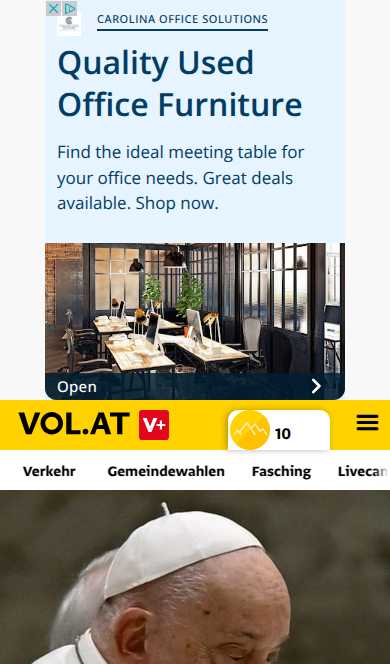 CAROLINA OFFICE SOLUTIONS
Quality Used
Office Furniture
Find the ideal meeting table for
your office needs. Great deals
available. Shop now.
Open
VOL.AT V+
10
Verkehr Gemeindewahlen Fasching Livecan